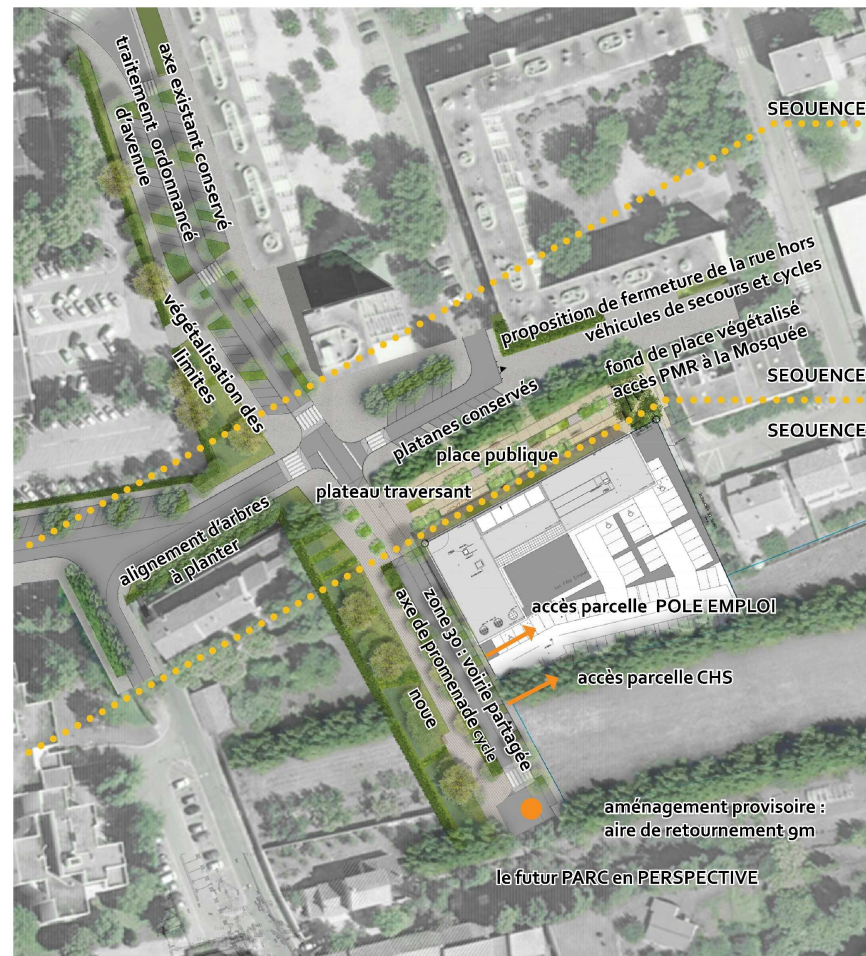 axe existant conservé
traitement ordonnancé
d'avenue
SEQUENCE
proposition de fermeture de la rue hors
véhicules de secours et cycles
végétalisation des
limites
fond de place végétalisé
accès PMR à la Mosquée
SEQUENCE
platanes conservés
SEQUENCE
place publique
plateau traversant
alignement d'arbres
à planter
zone 30 : voirie partagée
axe de promenade cycle
noue
accès parcelle POLE EMPLOI
accès parcelle CHS
aménagement provisoire :
aire de retournement 9m
le futur PARC en PERSPECTIVE